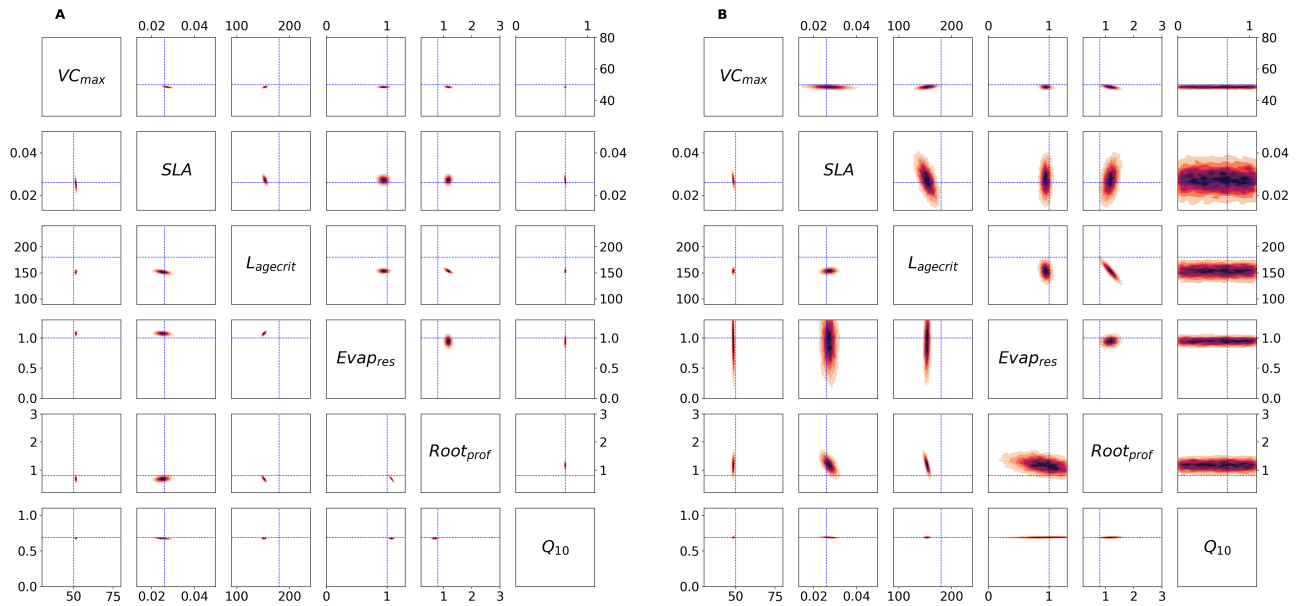 A B
0.02 0.04 100 200 0 1 0 1 2 3 0 1 0.02 0.04 100 200 0 1 0 1 2 3 0 1
VCmax 80 60 40 VCmax 80 60 40
0.04 0.02 SLA 0.04 0.02 0.04 0.02 SLA 0.04 0.02
200 150 100 Lagecrit 200 150 100 200 150 100 Lagecrit 200 150 100
1.0 0.5 0.0 Evapres 1.0 0.5 0.0 1.0 0.5 0.0 Evapres 1.0 0.5 0.0
3 2 1 Rootprof 3 2 1 3 2 1 Rootprof 3 2 1
1.0 0.5 0.0 Q10 1.0 0.5 0.0 Q10
50 75 0.02 0.04 100 200 0 1 0 1 2 3 50 75 0.02 0.04 100 200 0 1 0 1 2 3